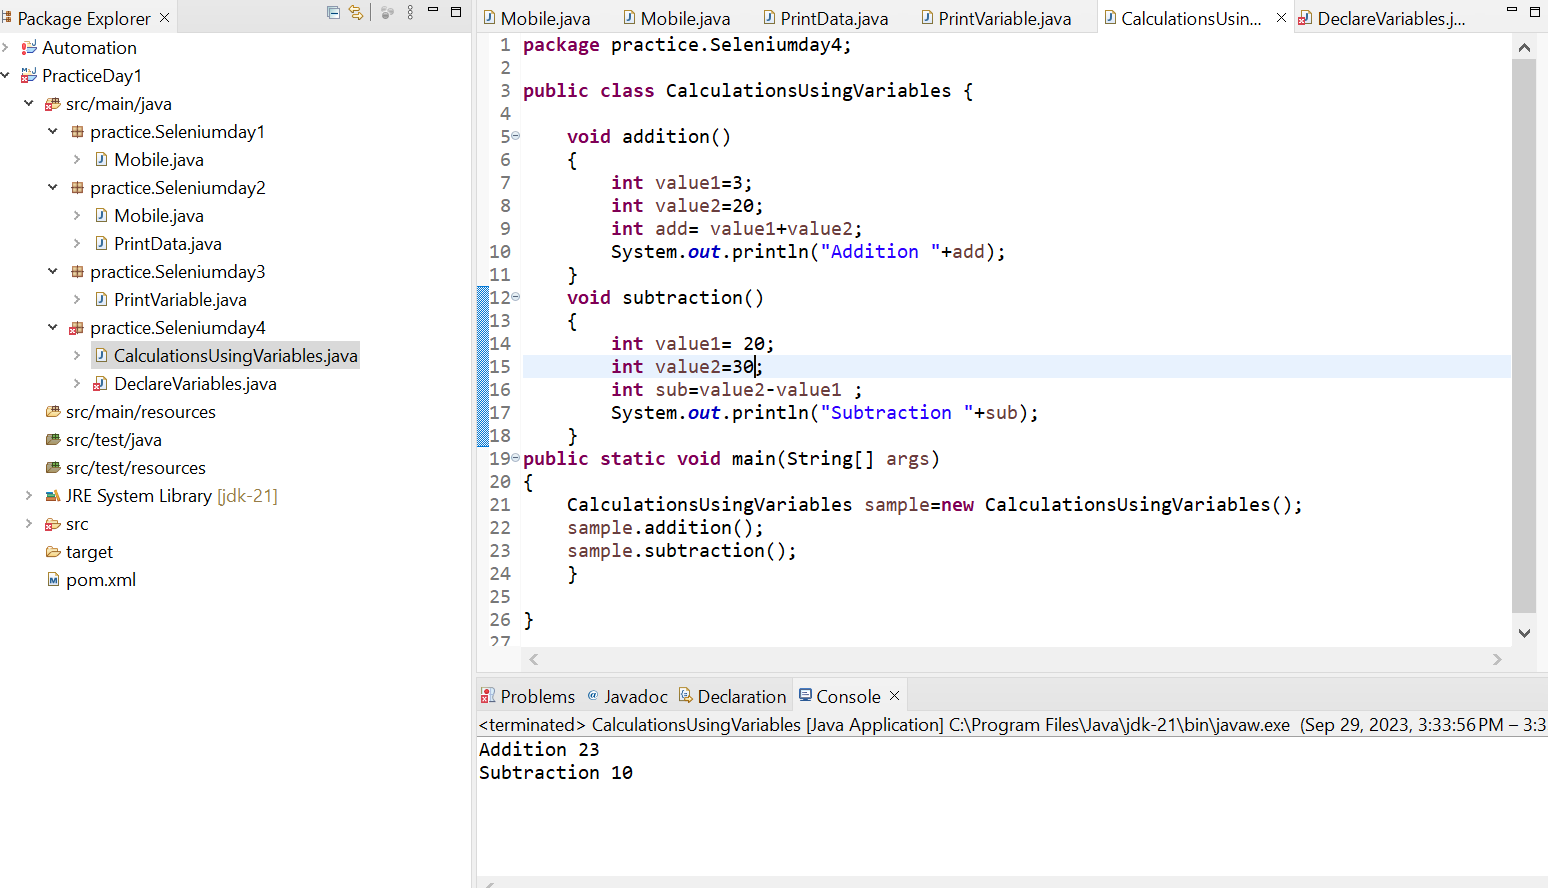 Package Explorer
Automation
PracticeDay1
src/main/java
practice.Seleniumday1
Mobile.java
practice.Seleniumday2
Mobile.java
PrintData.java
practice.Seleniumday3
PrintVariable.java
practice.Seleniumday4
CalculationsUsingVariables.java
DeclareVariables.java
src/main/resources
src/test/java
src/test/resources
JRE System Library [jdk-21]
src
target
pom.xml
Mobile.java Mobile.java PrintData.java PrintVariable.java CalculationsUsin... DeclareVariables.j...
1 package practice.Seleniumday4;
2
3 public class CalculationsUsingVariables {
4
5 void addition()
6 {
7 int value1=3;
8 int value2=20;
9 int add= value1+value2;
10 System.out.println("Addition "+add);
11 }
12 void subtraction()
13 {
14 int value1= 20;
15 int value2=30;
16 int sub=value2-value1 ;
17 System.out.println("Subtraction "+sub);
18 }
19 public static void main(String[] args)
20 {
21 CalculationsUsingVariables sample=new CalculationsUsingVariables();
22 sample.addition();
23 sample.subtraction();
24 }
25
26 }
27
Problems Javadoc Declaration Console
<terminated> CalculationsUsingVariables [Java Application] C:\Program Files\Java\jdk-21\bin\javaw.exe (Sep 29, 2023, 3:33:56 PM – 3:3
Addition 23
Subtraction 10